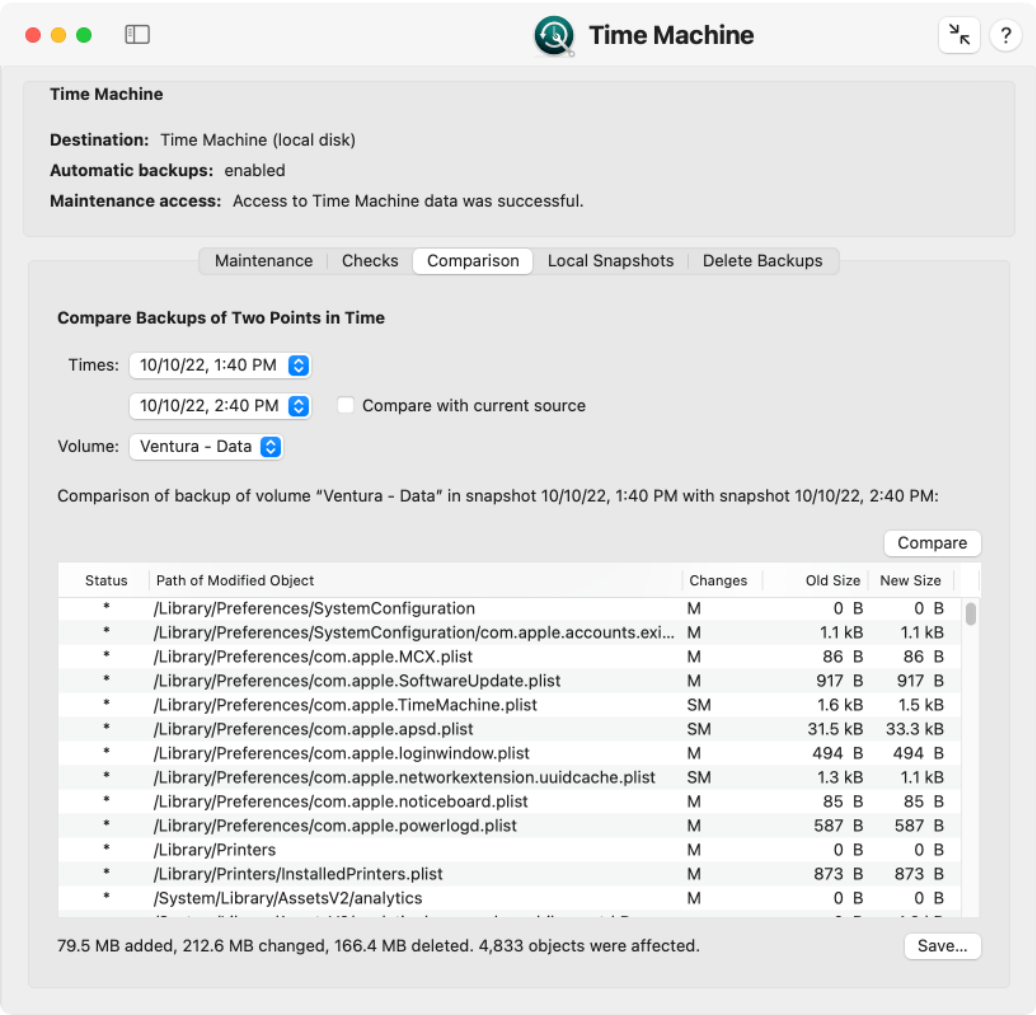 Time Machine
?
Time Machine
Destination: Time Machine (local disk)
Automatic backups: enabled
Maintenance access: Access to Time Machine data was successful.
Maintenance Checks Comparison Local Snapshots Delete Backups
Compare Backups of Two Points in Time
Times: 10/10/22, 1:40 PM
10/10/22, 2:40 PM Compare with current source
Volume: Ventura - Data
Comparison of backup of volume “Ventura - Data” in snapshot 10/10/22, 1:40 PM with snapshot 10/10/22, 2:40 PM:
Compare
Status Path of Modified Object Changes Old Size New Size
* /Library/Preferences/SystemConfiguration M 0 B 0 B
* /Library/Preferences/SystemConfiguration/com.apple.accounts.exi... M 1.1 kB 1.1 kB
* /Library/Preferences/com.apple.MCX.plist M 86 B 86 B
* /Library/Preferences/com.apple.SoftwareUpdate.plist M 917 B 917 B
* /Library/Preferences/com.apple.TimeMachine.plist SM 1.6 kB 1.5 kB
* /Library/Preferences/com.apple.apsd.plist SM 31.5 kB 33.3 kB
* /Library/Preferences/com.apple.loginwindow.plist M 494 B 494 B
* /Library/Preferences/com.apple.networkextension.uuidcache.plist SM 1.3 kB 1.1 kB
* /Library/Preferences/com.apple.noticeboard.plist M 85 B 85 B
* /Library/Preferences/com.apple.powerlogd.plist M 587 B 587 B
* /Library/Printers M 0 B 0 B
* /Library/Printers/InstalledPrinters.plist M 873 B 873 B
* /System/Library/AssetsV2/analytics M 0 B 0 B
79.5 MB added, 212.6 MB changed, 166.4 MB deleted. 4,833 objects were affected.
Save...